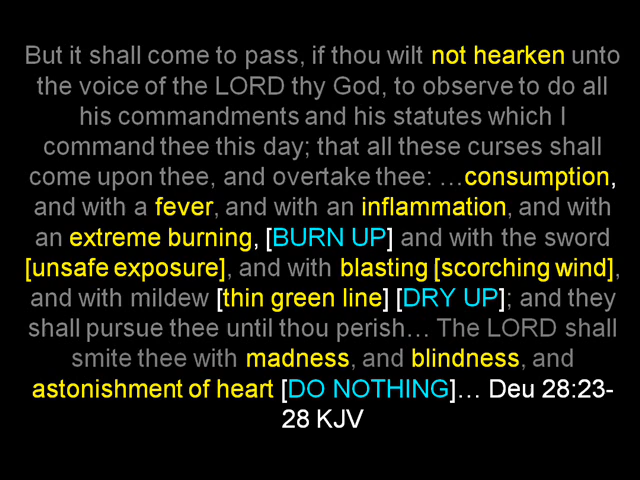 But it shall come to pass, if thou wilt not hearken unto
the voice of the LORD thy God, to observe to do all
his commandments and his statutes which I
command thee this day; that all these curses shall
come upon thee, and overtake thee: …consumption,
and with a fever, and with an inflammation, and with
an extreme burning, [BURN UP] and with the sword
[unsafe exposure], and with blasting [scorching wind],
and with mildew [thin green line] [DRY UP]; and they
shall pursue thee until thou perish… The LORD shall
smite thee with madness, and blindness, and
astonishment of heart [DO NOTHING]… Deu 28:23-
28 KJV